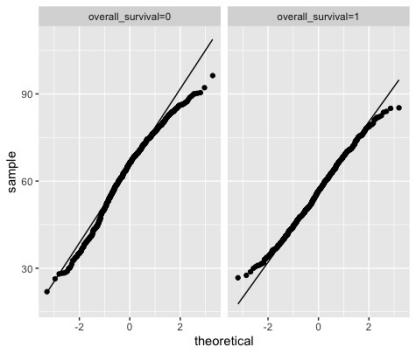 overall_survival=0 overall_survival=1
90
60
30
sample
-2 0 2 -2 0 2
theoretical